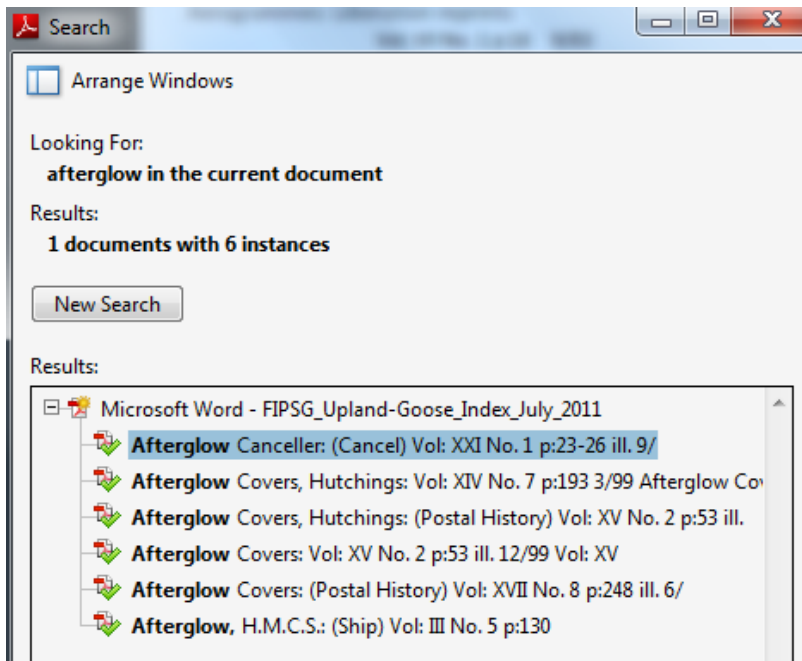 Search
Arrange Windows
Looking For:
afterglow in the current document
Results:
1 documents with 6 instances
New Search
Results:
Microsoft Word - FIPSG_Upland-Goose_Index_July_2011
Afterglow Canceller: (Cancel) Vol: XXI No. 1 p:23-26 ill. 9/
Afterglow Covers, Hutchings: Vol: XIV No. 7 p:193 3/99 Afterglow Cov
Afterglow Covers, Hutchings: (Postal History) Vol: XV No. 2 p:53 ill.
Afterglow Covers: Vol: XV No. 2 p:53 ill. 12/99 Vol: XV
Afterglow Covers: (Postal History) Vol: XVII No. 8 p:248 ill. 6/
Afterglow, H.M.C.S.: (Ship) Vol: III No. 5 p:130